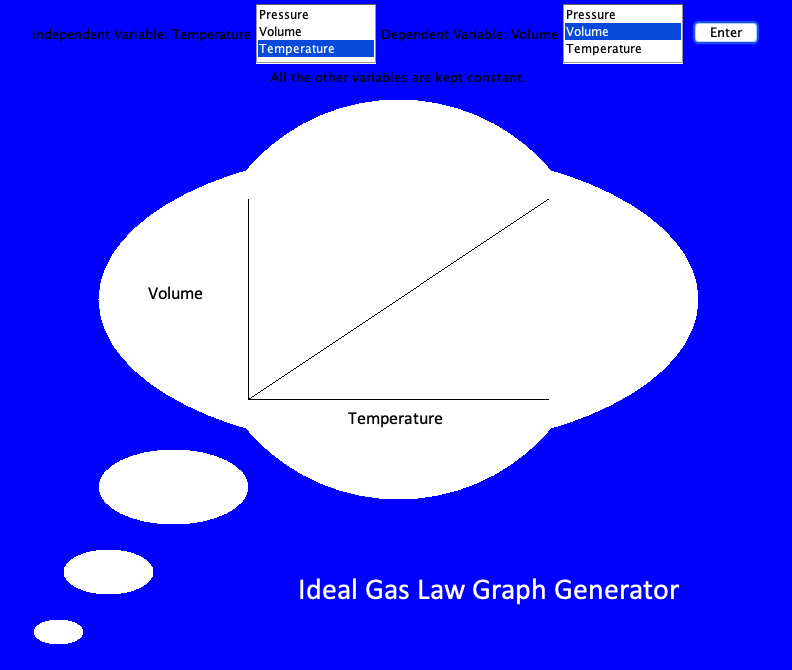 Independent Variable: Temperature
Pressure
Volume
Temperature
Dependent Variable: Volume
Pressure
Volume
Temperature
Enter
All the other variables are kept constant.
Volume
Temperature
Ideal Gas Law Graph Generator